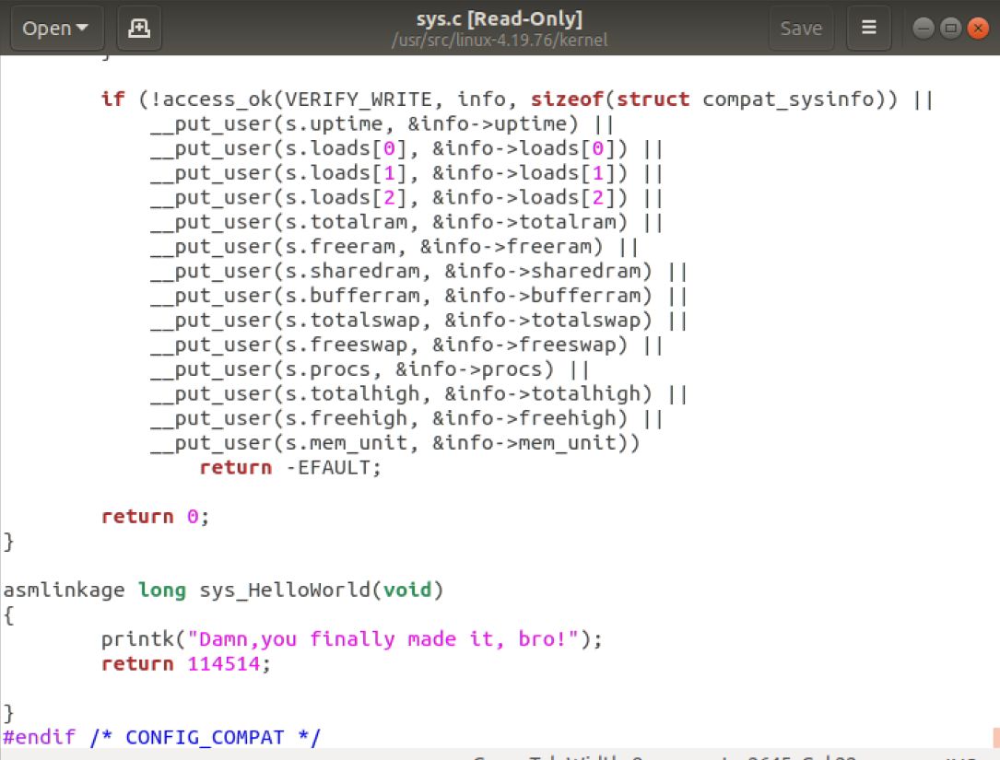 Open
sys.c [Read-Only]
/usr/src/linux-4.19.76/kernel
Save
if (!access_ok(VERIFY_WRITE, info, sizeof(struct compat_sysinfo)) ||
__put_user(s.uptime, &info->uptime) ||
__put_user(s.loads[0], &info->loads[0]) ||
__put_user(s.loads[1], &info->loads[1]) ||
__put_user(s.loads[2], &info->loads[2]) ||
__put_user(s.totalram, &info->totalram) ||
__put_user(s.freeram, &info->freeram) ||
__put_user(s.sharedram, &info->sharedram) ||
__put_user(s.bufferram, &info->bufferram) ||
__put_user(s.totalswap, &info->totalswap) ||
__put_user(s.freeswap, &info->freeswap) ||
__put_user(s.procs, &info->procs) ||
__put_user(s.totalhigh, &info->totalhigh) ||
__put_user(s.freehigh, &info->freehigh) ||
__put_user(s.mem_unit, &info->mem_unit))
return -EFAULT;
return 0;
}
asmlinkage long sys_HelloWorld(void)
{
printk("Damn,you finally made it, bro!");
return 114514;
}
#endif /* CONFIG_COMPAT */